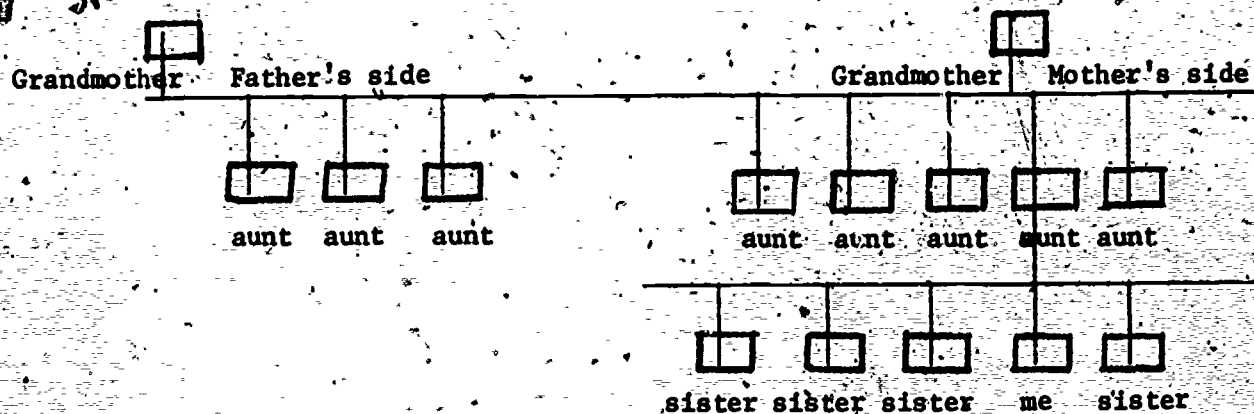 Grandmother Father's side Grandmother Mother's side
aunt aunt aunt aunt aunt aunt aunt aunt
sister sister sister me sister